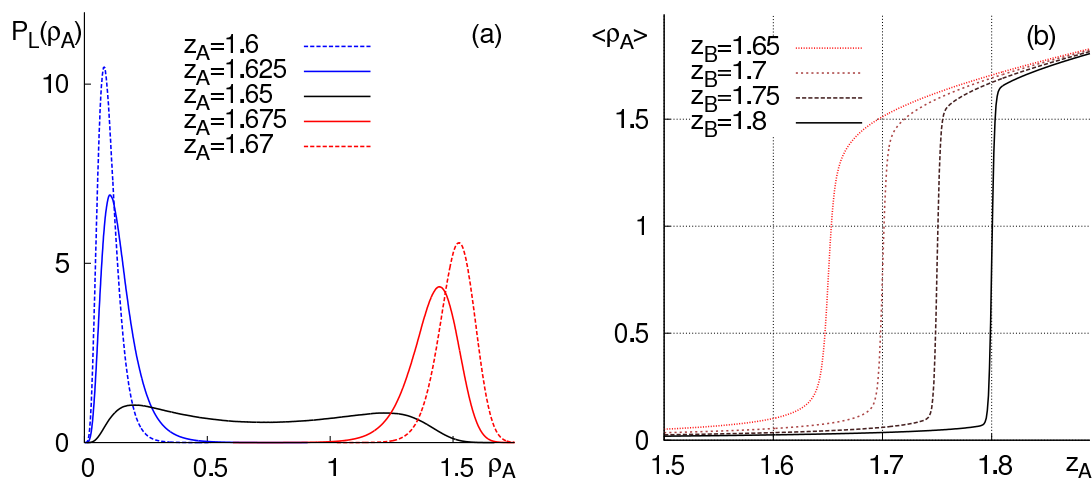 P_L(ρ_A)
(a)
z_A=1.6
z_A=1.625
z_A=1.65
z_A=1.675
z_A=1.67
10
5
0
0
0.5
1
1.5
ρ_A
<ρ_A>
(b)
z_B=1.65
z_B=1.7
z_B=1.75
z_B=1.8
1.5
1
0.5
0
1.5
1.6
1.7
1.8
z_A